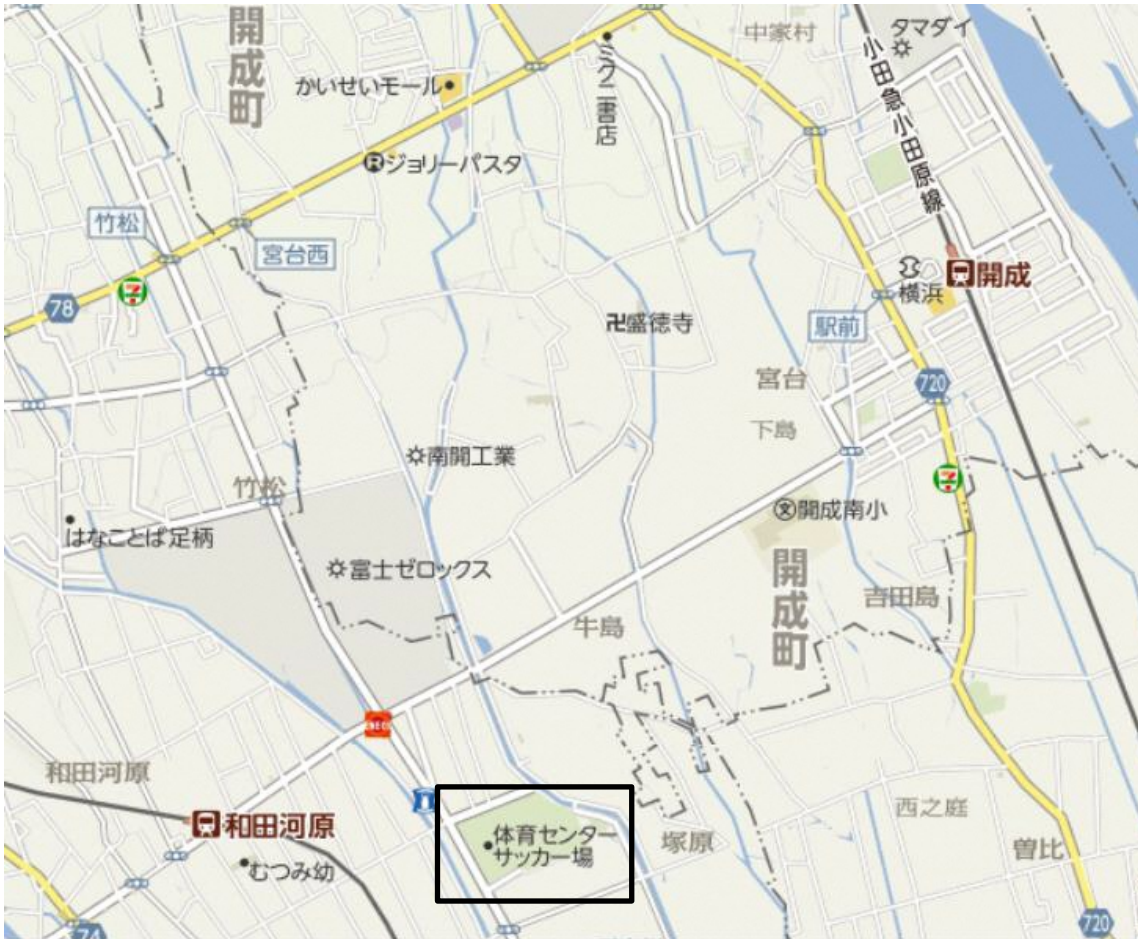 開成町
タマダイ
中家村
小田急小田原線
かいせいモール
ミクニ書店
ジョリーパスタ
竹松
宮台西
78
7
横浜
開成
駅前
卍盛徳寺
宮台
720
下島
南開工業
竹松
7
文
開成南小
はなことば足柄
富士ゼロックス
開成町
吉田島
牛島
和田河原
和田河原
西之庭
体育センター
サッカー場
塚原
曽比
むつみ幼
720
74